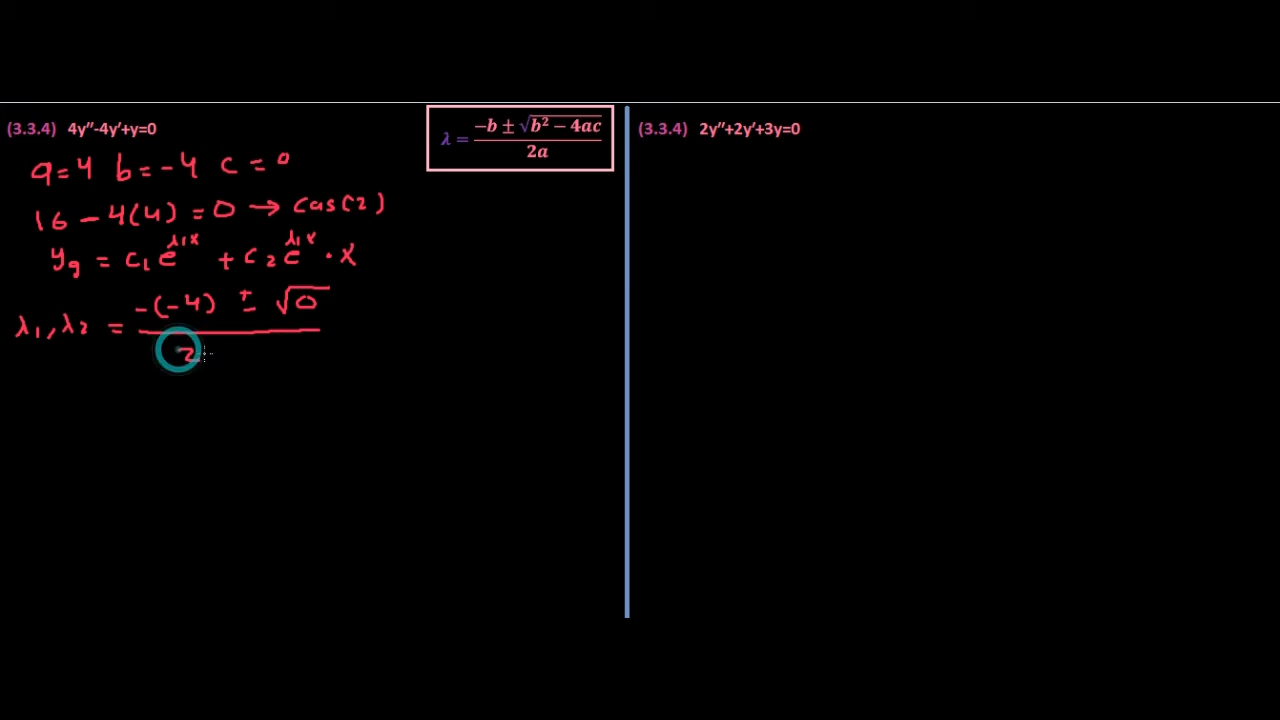 (3.3.4) 4y″-4y′+y=0
λ = −b ± √b² − 4ac / 2a
a=4 b=-4 c=0
16 - 4(4) = 0 → Cas(2)
yg = c1 e^λ1x + c2 e^λ1x · x
λ1, λ2 = -(-4) ± √0 / 2
(3.3.4) 2y″+2y′+3y=0